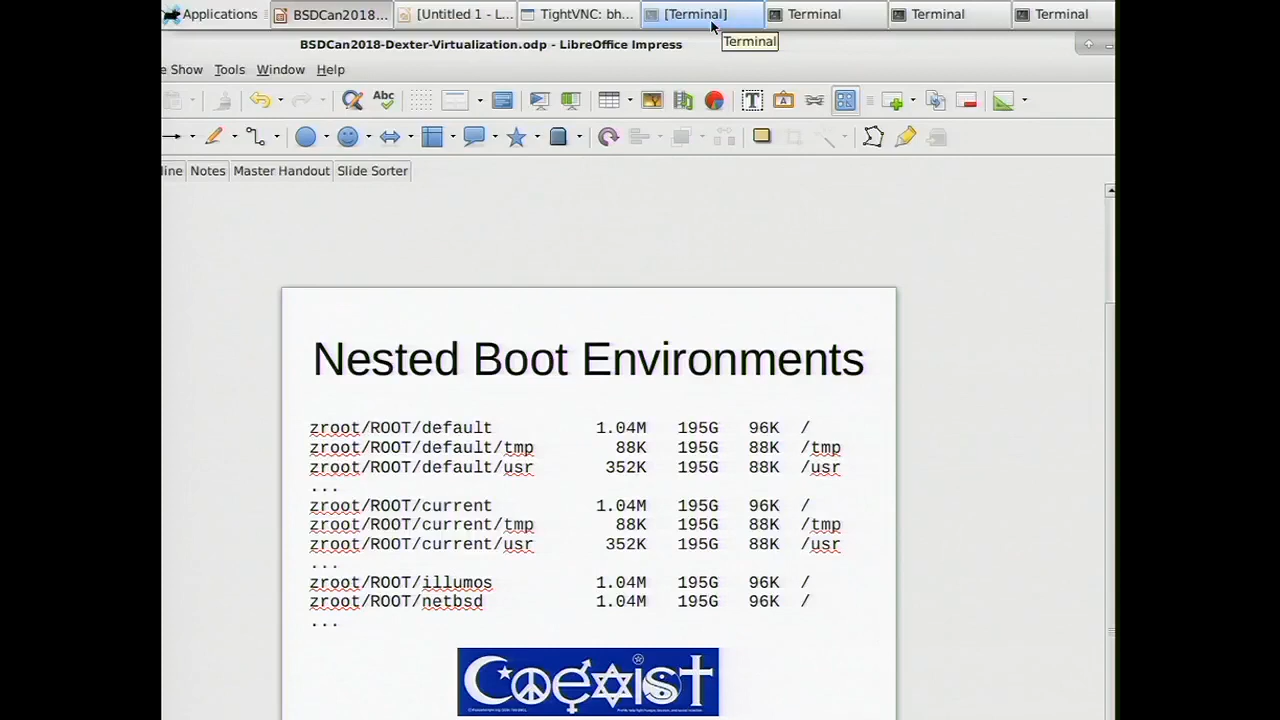 Applications
BSDCan2018...
[Untitled 1 - L...
TightVNC: bh...
[Terminal]
Terminal
Terminal
Terminal
Terminal
BSDCan2018-Dexter-Virtualization.odp - LibreOffice Impress
e Show Tools Window Help
Abc
T A
line Notes Master Handout Slide Sorter
Nested Boot Environments
zroot/ROOT/default 1.04M 195G 96K /
zroot/ROOT/default/tmp 88K 195G 88K /tmp
zroot/ROOT/default/usr 352K 195G 88K /usr
...
zroot/ROOT/current 1.04M 195G 96K /
zroot/ROOT/current/tmp 88K 195G 88K /tmp
zroot/ROOT/current/usr 352K 195G 88K /usr
...
zroot/ROOT/illumos 1.04M 195G 96K /
zroot/ROOT/netbsd 1.04M 195G 96K /
...
Coexist